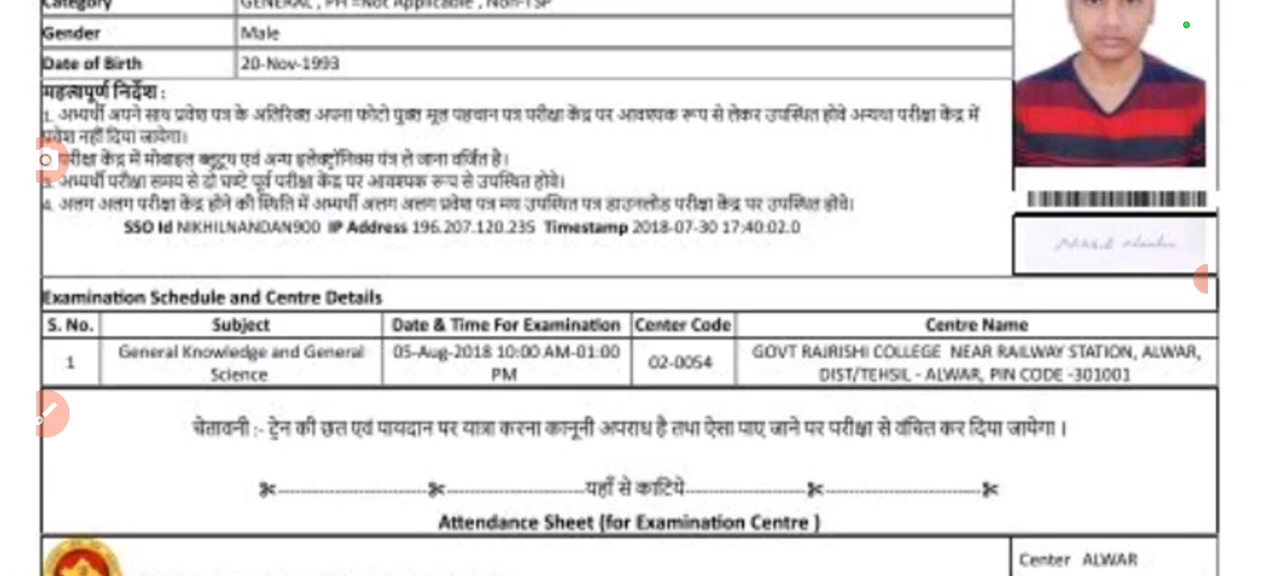 Category GENERAL , PH =Not Applicable , Non-TSP
Gender Male
Date of Birth 20-Nov-1993
महत्वपूर्ण निर्देश :
1. अभ्यर्थी अपने साथ प्रवेश पत्र के अतिरिक्त अपना फोटो युक्त मूल पहचान पत्र परीक्षा केंद्र पर आवश्यक रूप से लेकर उपस्थित होवे अन्यथा परीक्षा केंद्र में
प्रवेश नहीं दिया जायेगा।
परीक्षा केंद्र में मोबाइल ब्लूटूथ एवं अन्य इलेक्ट्रॉनिक्स यंत्र ले जाना वर्जित है।
3. अभ्यर्थी परीक्षा समय से दो घण्टे पूर्व परीक्षा केंद्र पर आवश्यक रूप से उपस्थित होवे।
4. अलग अलग परीक्षा केंद्र होने की स्थिति में अभ्यर्थी अलग अलग प्रवेश पत्र मय उपस्थित पत्र डाउनलोड परीक्षा केंद्र पर उपस्थित होवे।
SSO Id NIKHILNANDAN900 IP Address 196.207.120.235 Timestamp 2018-07-30 17:40:02.0
Examination Schedule and Centre Details
S. No. Subject Date & Time For Examination Center Code Centre Name
1 General Knowledge and General Science 05-Aug-2018 10:00 AM-01:00 PM 02-0054 GOVT RAJRISHI COLLEGE NEAR RAILWAY STATION, ALWAR, DIST/TEHSIL - ALWAR, PIN CODE -301001
चेतावनी :- ट्रेन की छत एवं पायदान पर यात्रा करना कानूनी अपराध है तथा ऐसा पाए जाने पर परीक्षा से वंचित कर दिया जायेगा।
यहाँ से काटिये
Attendance Sheet (for Examination Centre )
Center ALWAR